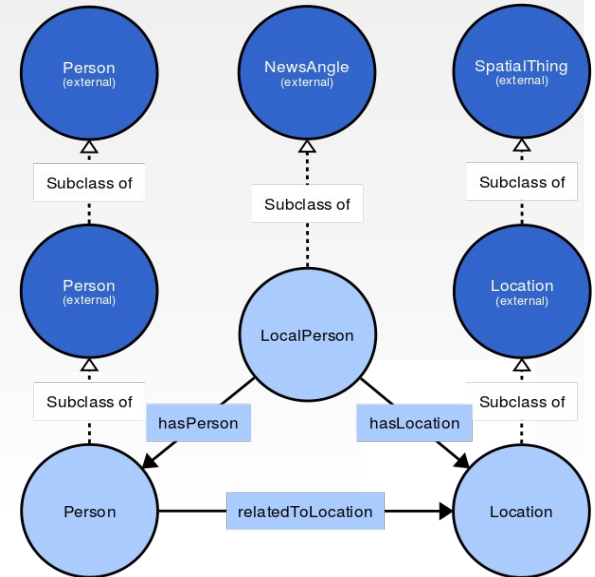 Person
(external)
NewsAngle
(external)
SpatialThing
(external)
Subclass of
Subclass of
Subclass of
Person
(external)
Location
(external)
LocalPerson
Subclass of
Subclass of
hasPerson
hasLocation
Person
relatedToLocation
Location